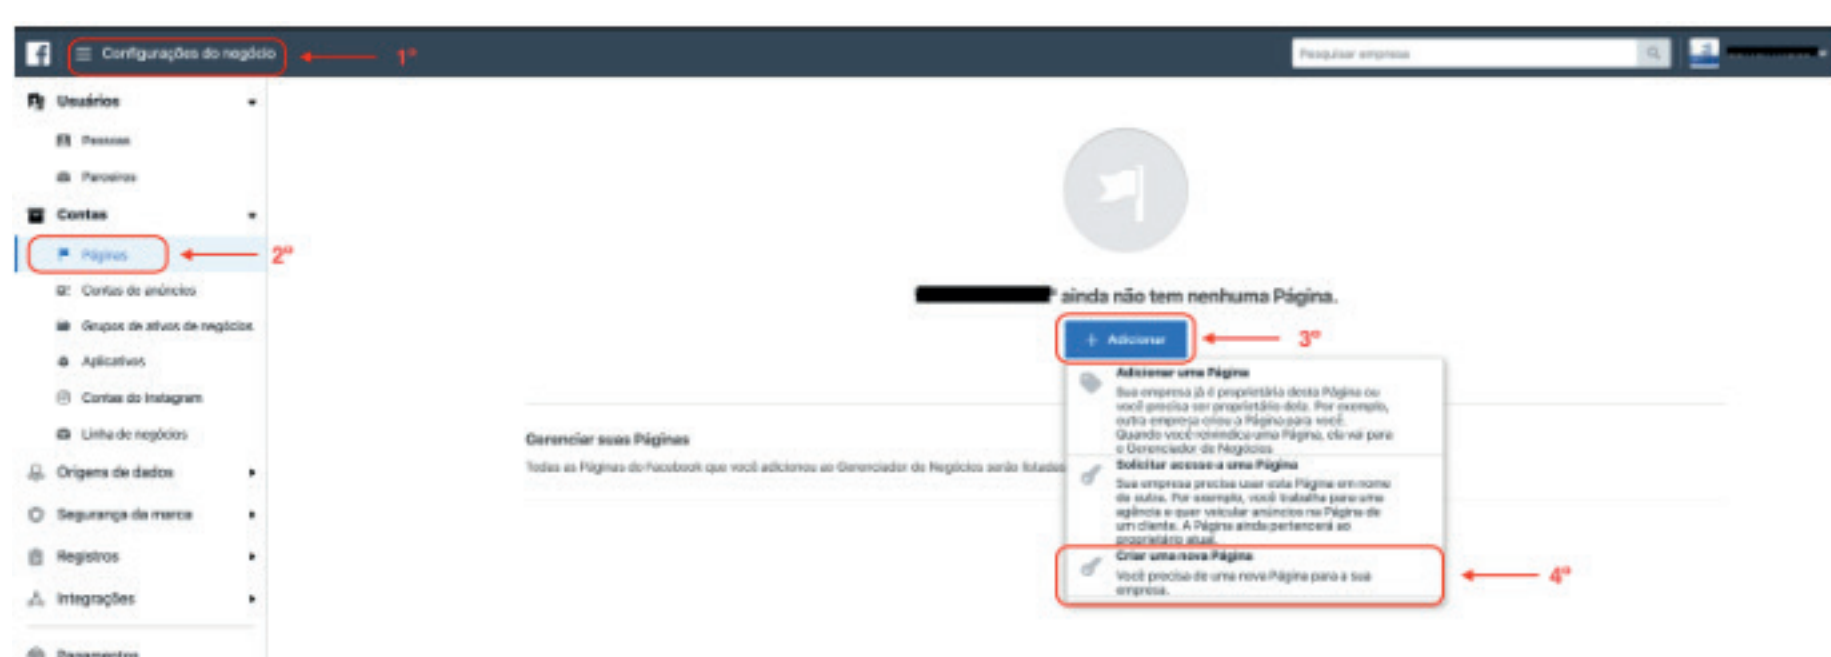 Configurações do negócio
1º
Pesquisar empresa
Usuários
Pessoas
Parceiros
Contas
Páginas
2º
Contas de anúncios
Grupos de ativos de negócios
Aplicativos
Contas do Instagram
Linha de negócios
Origens de dados
Segurança da marca
Registros
Integrações
Pagamentos
ainda não tem nenhuma Página.
+ Adicionar
3º
Adicionar uma Página
Sua empresa já é proprietária desta Página ou
você precisa ser proprietário dela. Por exemplo,
outra empresa criou a Página para você.
Quando você reivindica uma Página, ela vai para
o Gerenciador de Negócios
Solicitar acesso a uma Página
Sua empresa precisa usar esta Página em nome
de outra. Por exemplo, você trabalha para uma
agência e quer veicular anúncios na Página de
um cliente. A Página ainda pertencerá ao
proprietário atual.
Criar uma nova Página
Você precisa de uma nova Página para a sua
empresa.
4º
Gerenciar suas Páginas
Todas as Páginas do Facebook que você adicionou ao Gerenciador de Negócios serão listadas